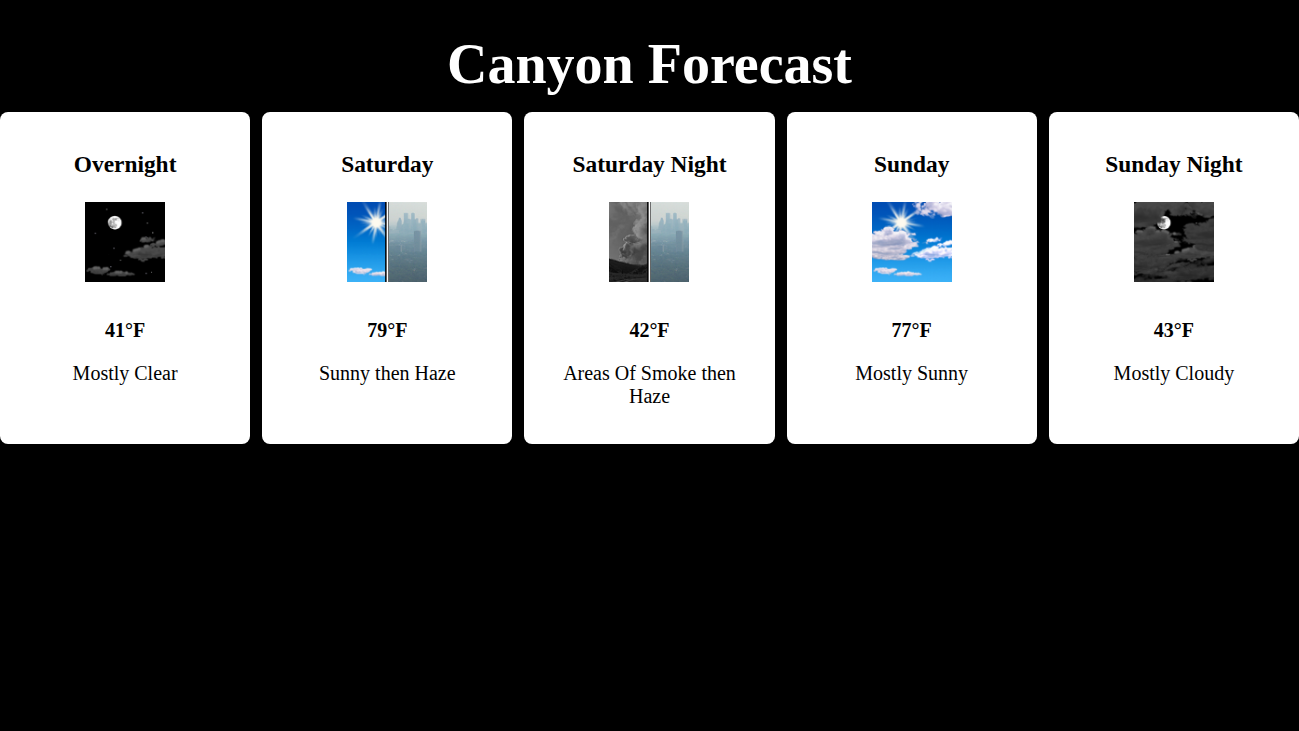 Canyon Forecast
Overnight
41°F
Mostly Clear
Saturday
79°F
Sunny then Haze
Saturday Night
42°F
Areas Of Smoke then
Haze
Sunday
77°F
Mostly Sunny
Sunday Night
43°F
Mostly Cloudy